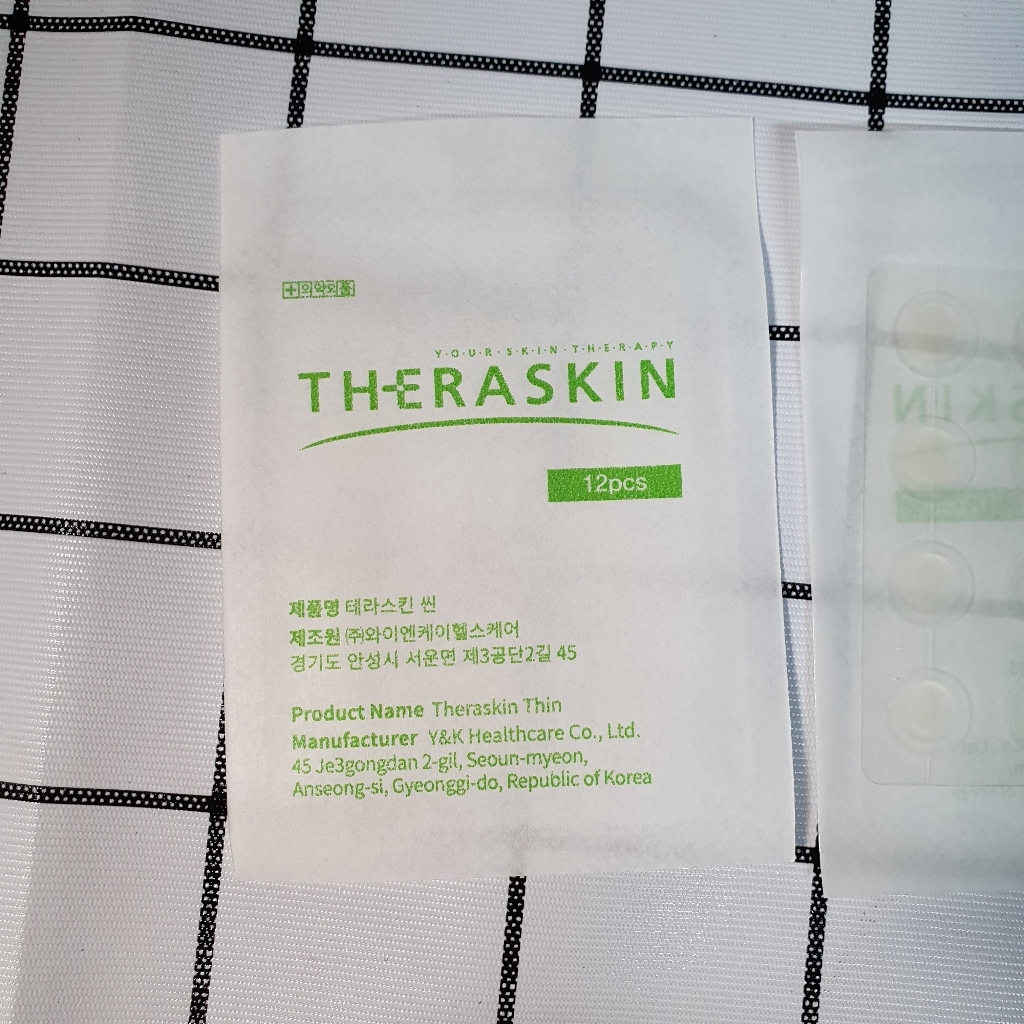 의약외품
YOUR·SKIN·THERAPY
THERASKIN
12pcs
제품명 테라스킨 씬
제조원 ㈜와이엔케이헬스케어
경기도 안성시 서운면 제3공단2길 45
Product Name Theraskin Thin
Manufacturer Y&K Healthcare Co., Ltd.
45 Je3gongdan 2-gil, Seoun-myeon,
Anseong-si, Gyeonggi-do, Republic of Korea